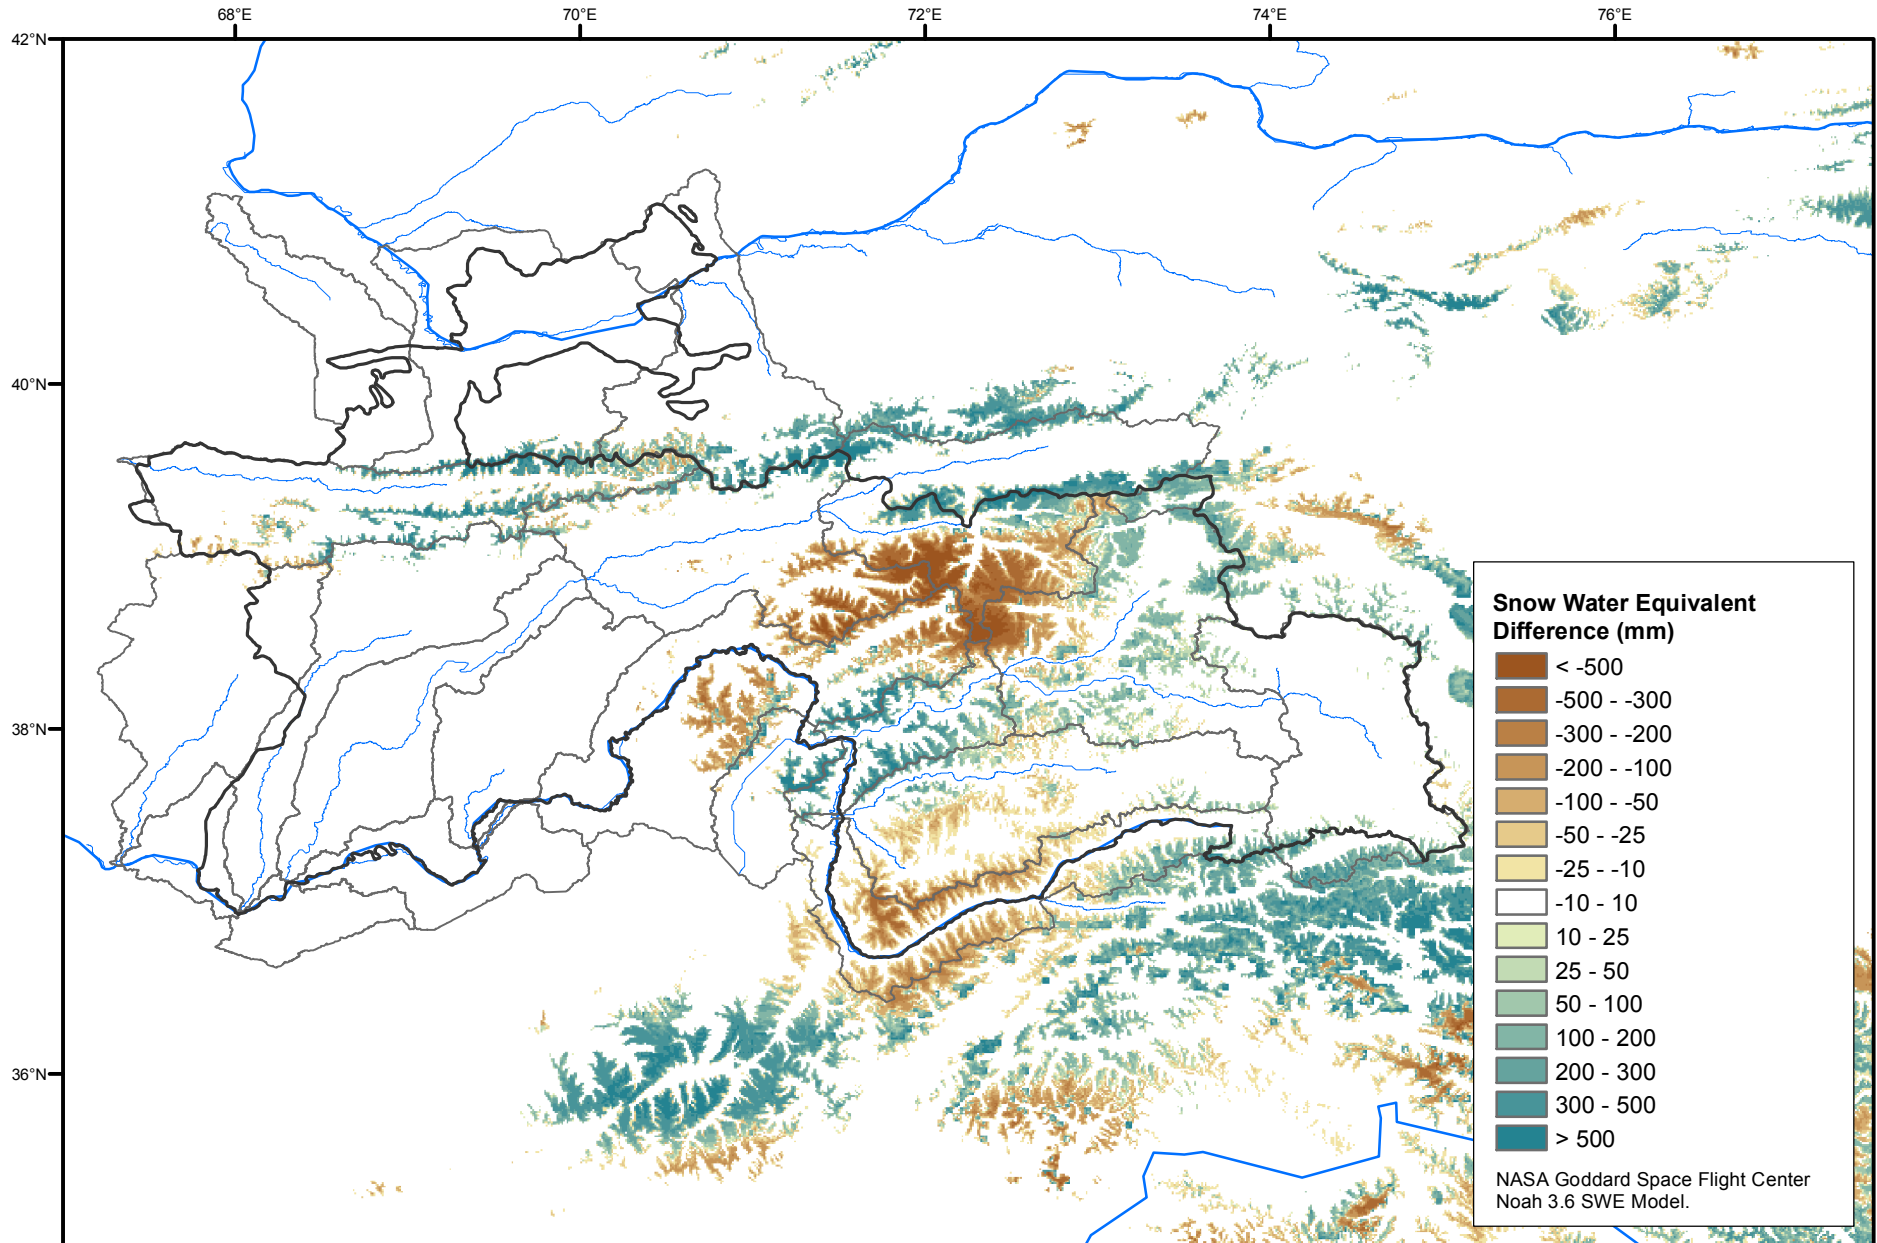 68°E
70°E
72°E
74°E
76°E
42°N
40°N
38°N
36°N
Snow Water Equivalent
Difference (mm)
< -500
-500 - -300
-300 - -200
-200 - -100
-100 - -50
-50 - -25
-25 - -10
-10 - 10
10 - 25
25 - 50
50 - 100
100 - 200
200 - 300
300 - 500
> 500
NASA Goddard Space Flight Center
Noah 3.6 SWE Model.